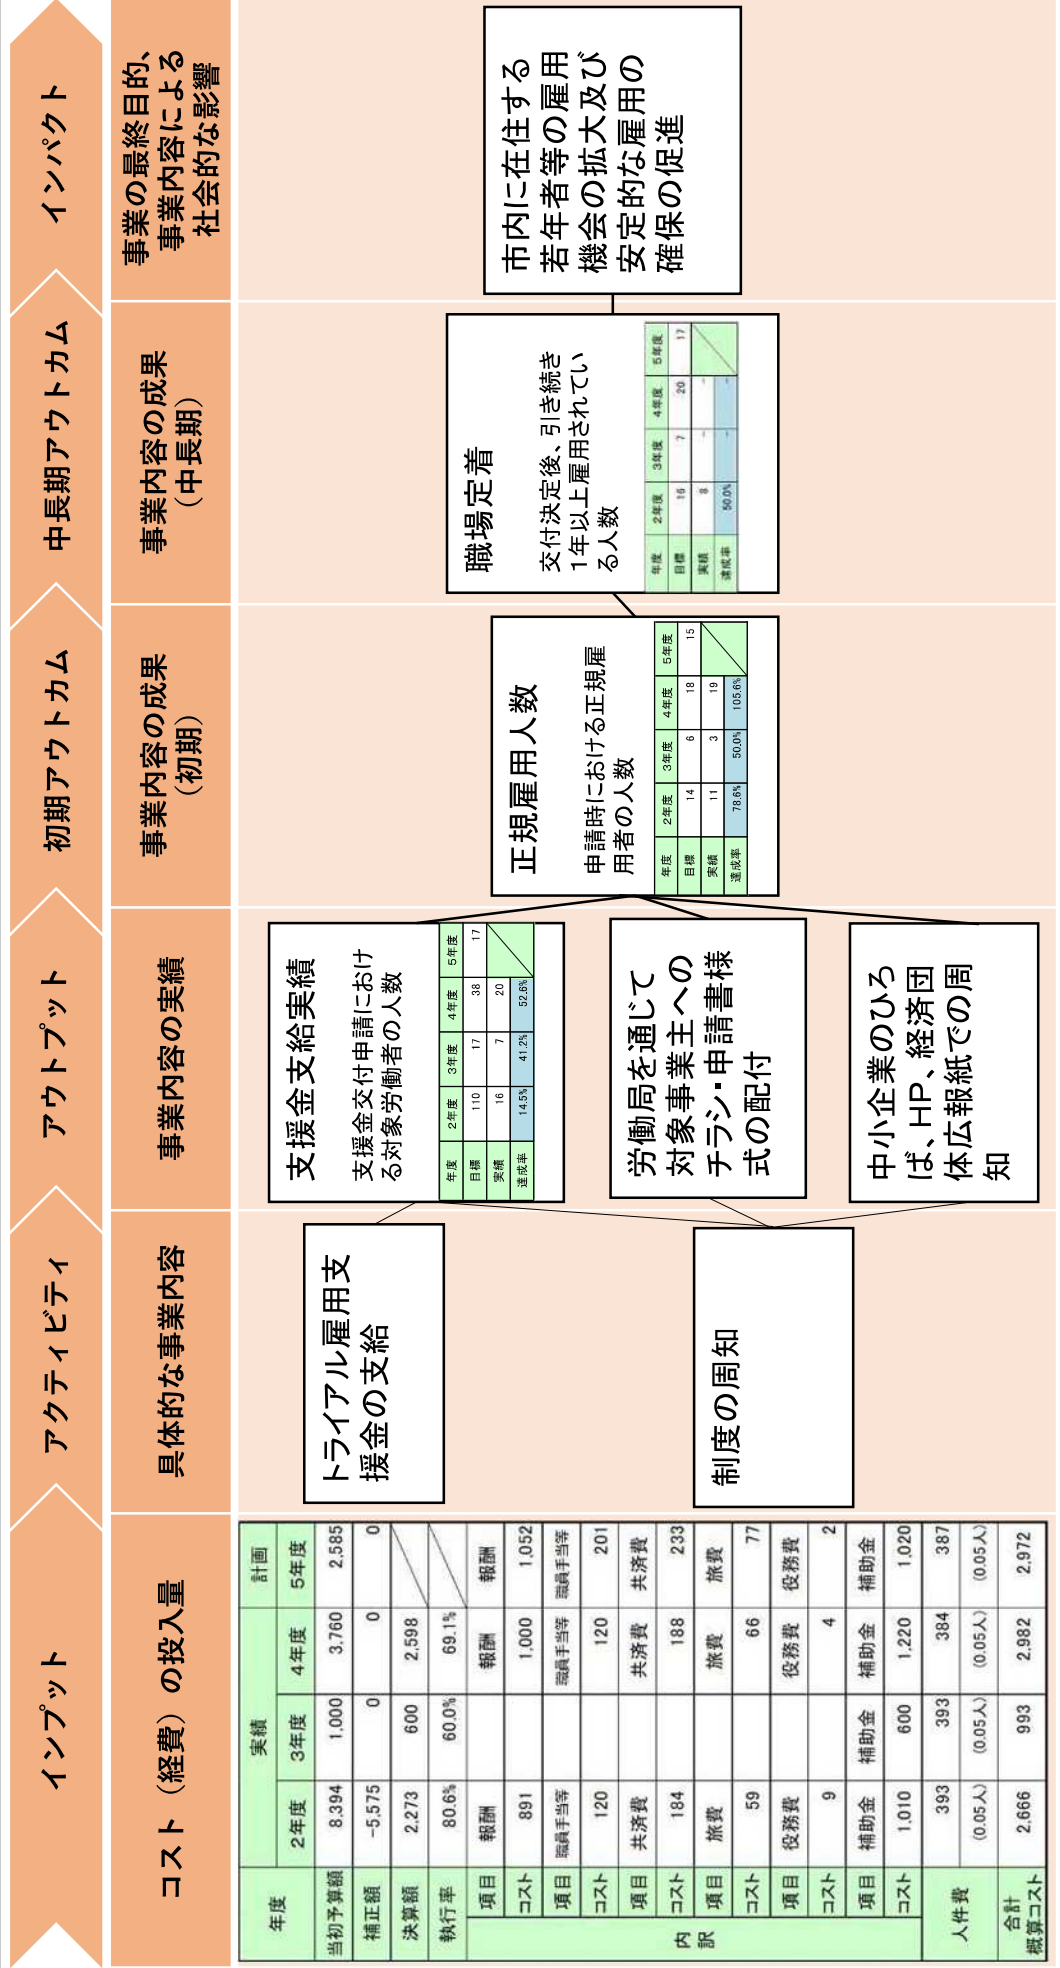 インプット
アクティビティ
アウトプット
初期アウトカム
中長期アウトカム
インパクト
コスト（経費）の投入量
具体的な事業内容
事業内容の実績
事業内容の成果
（初期）
事業内容の成果
（中長期）
事業の最終目的、
事業内容による
社会的な影響
年度 実績 計画
2年度 3年度 4年度 5年度
当初予算額 8,394 1,000 3,760 2,585
補正額 -5,575 0 0 0
決算額 2,273 600 2,598
執行率 80.6% 60.0% 69.1%
内訳
項目 報酬 報酬 報酬
コスト 891 1,000 1,052
項目 職員手当等 職員手当等 職員手当等
コスト 120 120 201
項目 共済費 共済費 共済費
コスト 184 188 233
項目 旅費 旅費 旅費
コスト 59 66 77
項目 役務費 役務費 役務費
コスト 9 4 2
項目 補助金 補助金 補助金 補助金
コスト 1,010 600 1,220 1,020
人件費 393 393 384 387
(0.05人) (0.05人) (0.05人) (0.05人)
合計
概算コスト 2,666 993 2,982 2,972
トライアル雇用支
援金の支給
制度の周知
支援金支給実績
支援金交付申請におけ
る対象労働者の人数
年度 2年度 3年度 4年度 5年度
目標 110 17 38 17
実績 16 7 20
達成率 14.5% 41.2% 52.6%
労働局を通じて
対象事業主への
チラシ・申請書様
式の配付
中小企業のひろ
ば、HP、経済団
体広報紙での周
知
正規雇用人数
申請時における正規雇
用者の人数
年度 2年度 3年度 4年度 5年度
目標 14 6 18 15
実績 11 3 19
達成率 78.6% 50.0% 105.6%
職場定着
交付決定後、引き続き
1年以上雇用されてい
る人数
年度 2年度 3年度 4年度 5年度
目標 16 7 20 17
実績 8 - -
達成率 50.0% - -
市内に在住する
若年者等の雇用
機会の拡大及び
安定的な雇用の
確保の促進